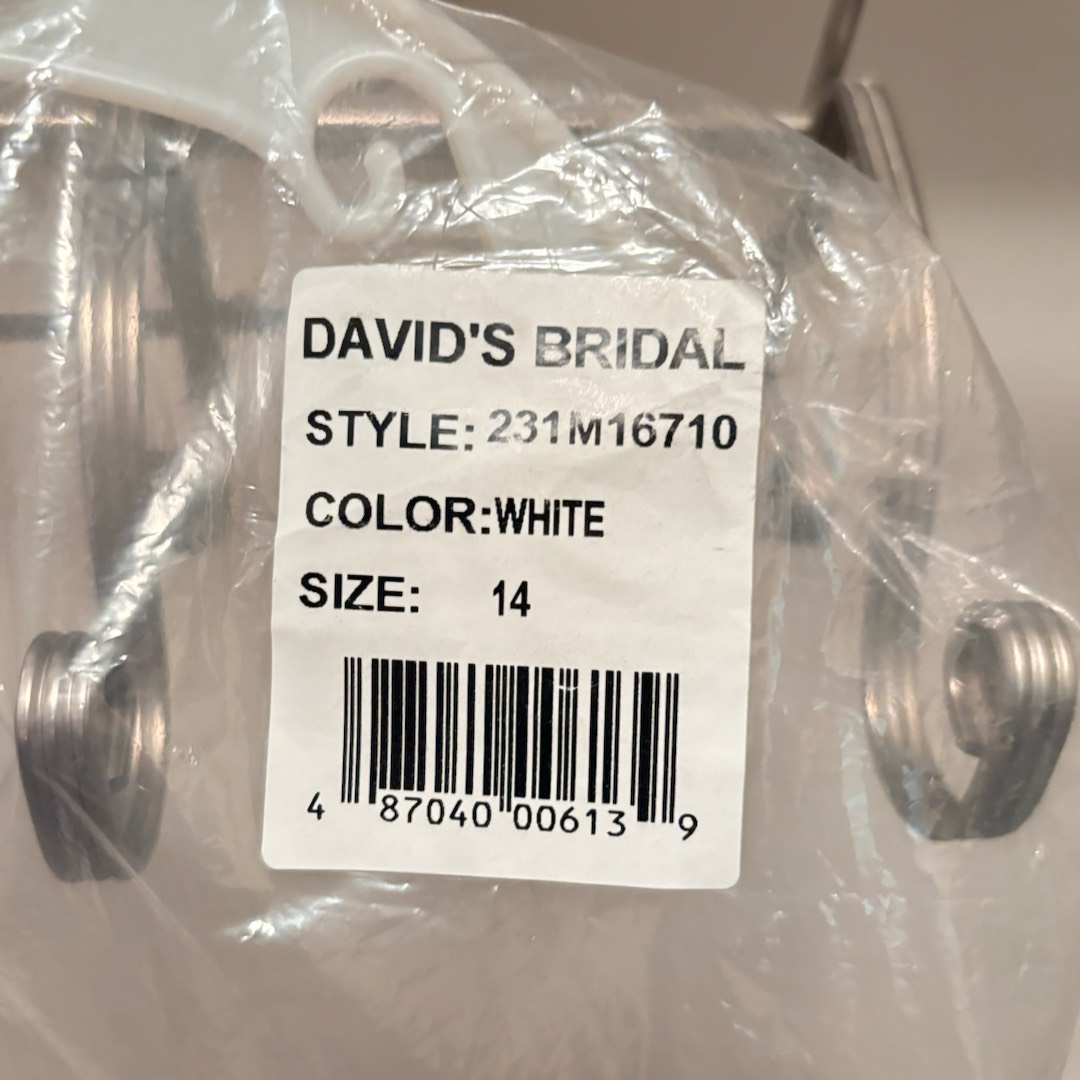 DAVID'S BRIDAL
STYLE: 231M16710
COLOR:WHITE
SIZE: 14
4 87040 00613 9